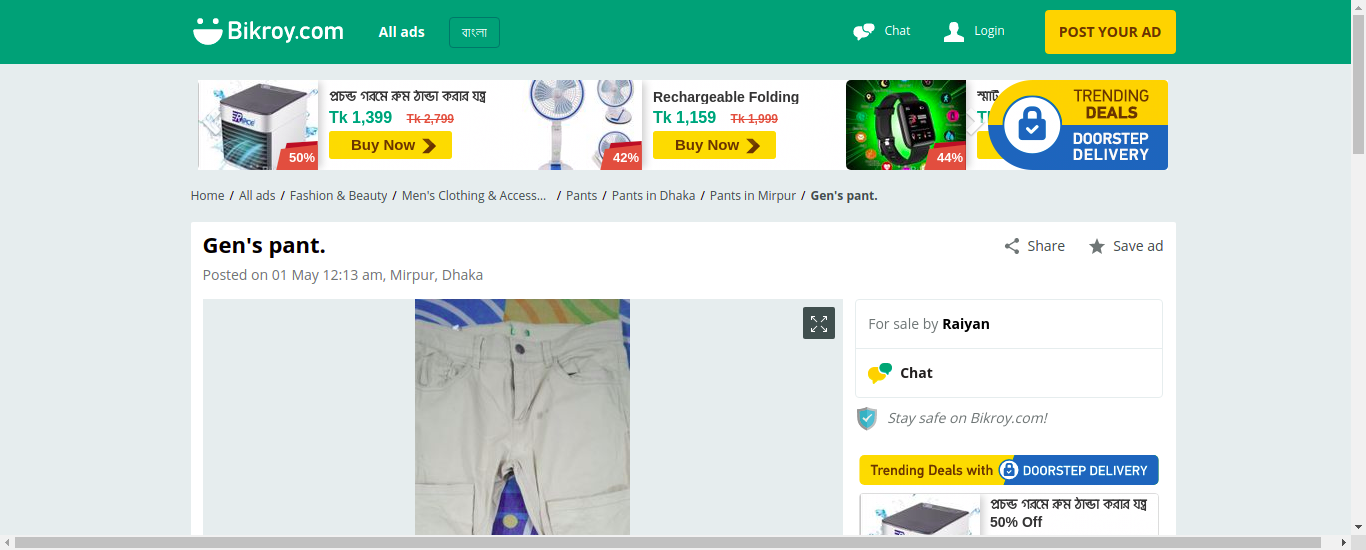 Bikroy.com
All ads
বাংলা
Chat
Login
POST YOUR AD
প্রচন্ড গরমে রুম ঠান্ডা করার যন্ত্র
Tk 1,399 Tk 2,799
Buy Now
50%
42%
Rechargeable Folding
Tk 1,159 Tk 1,999
Buy Now
44%
স্মার্ট
TRENDING
DEALS
DOORSTEP
DELIVERY
Home / All ads / Fashion & Beauty / Men's Clothing & Access... / Pants / Pants in Dhaka / Pants in Mirpur / Gen's pant.
Gen's pant.
Share
Save ad
Posted on 01 May 12:13 am, Mirpur, Dhaka
For sale by Raiyan
Chat
Stay safe on Bikroy.com!
Trending Deals with DOORSTEP DELIVERY
প্রচন্ড গরমে রুম ঠান্ডা করার যন্ত্র
50% Off